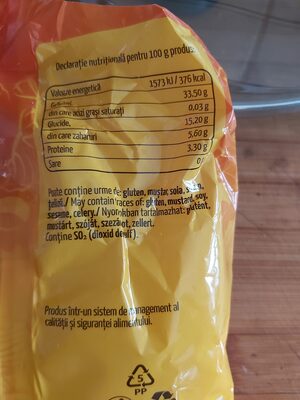 Declarație nutrițională pentru 100 g produs
Valoare energetică 1573 kJ / 376 kcal
Grăsimi, 33,50 g
din care acizi grași saturați 0,03 g
Glucide, 15,20 g
din care zaharuri 5,60 g
Proteine 3,30 g
Sare
Poate conține urme de: gluten, muștar, soia,
țelină./ May contain traces of: gluten, mustard, soy,
sesame, celery./ Nyomokban tartalmazhat: glutént,
mustárt, szóját, szezámot, zellert.
Conține SO₂ (dioxid de sulf).
Produs într-un sistem de management al
calității și siguranței alimentului.
5
PP